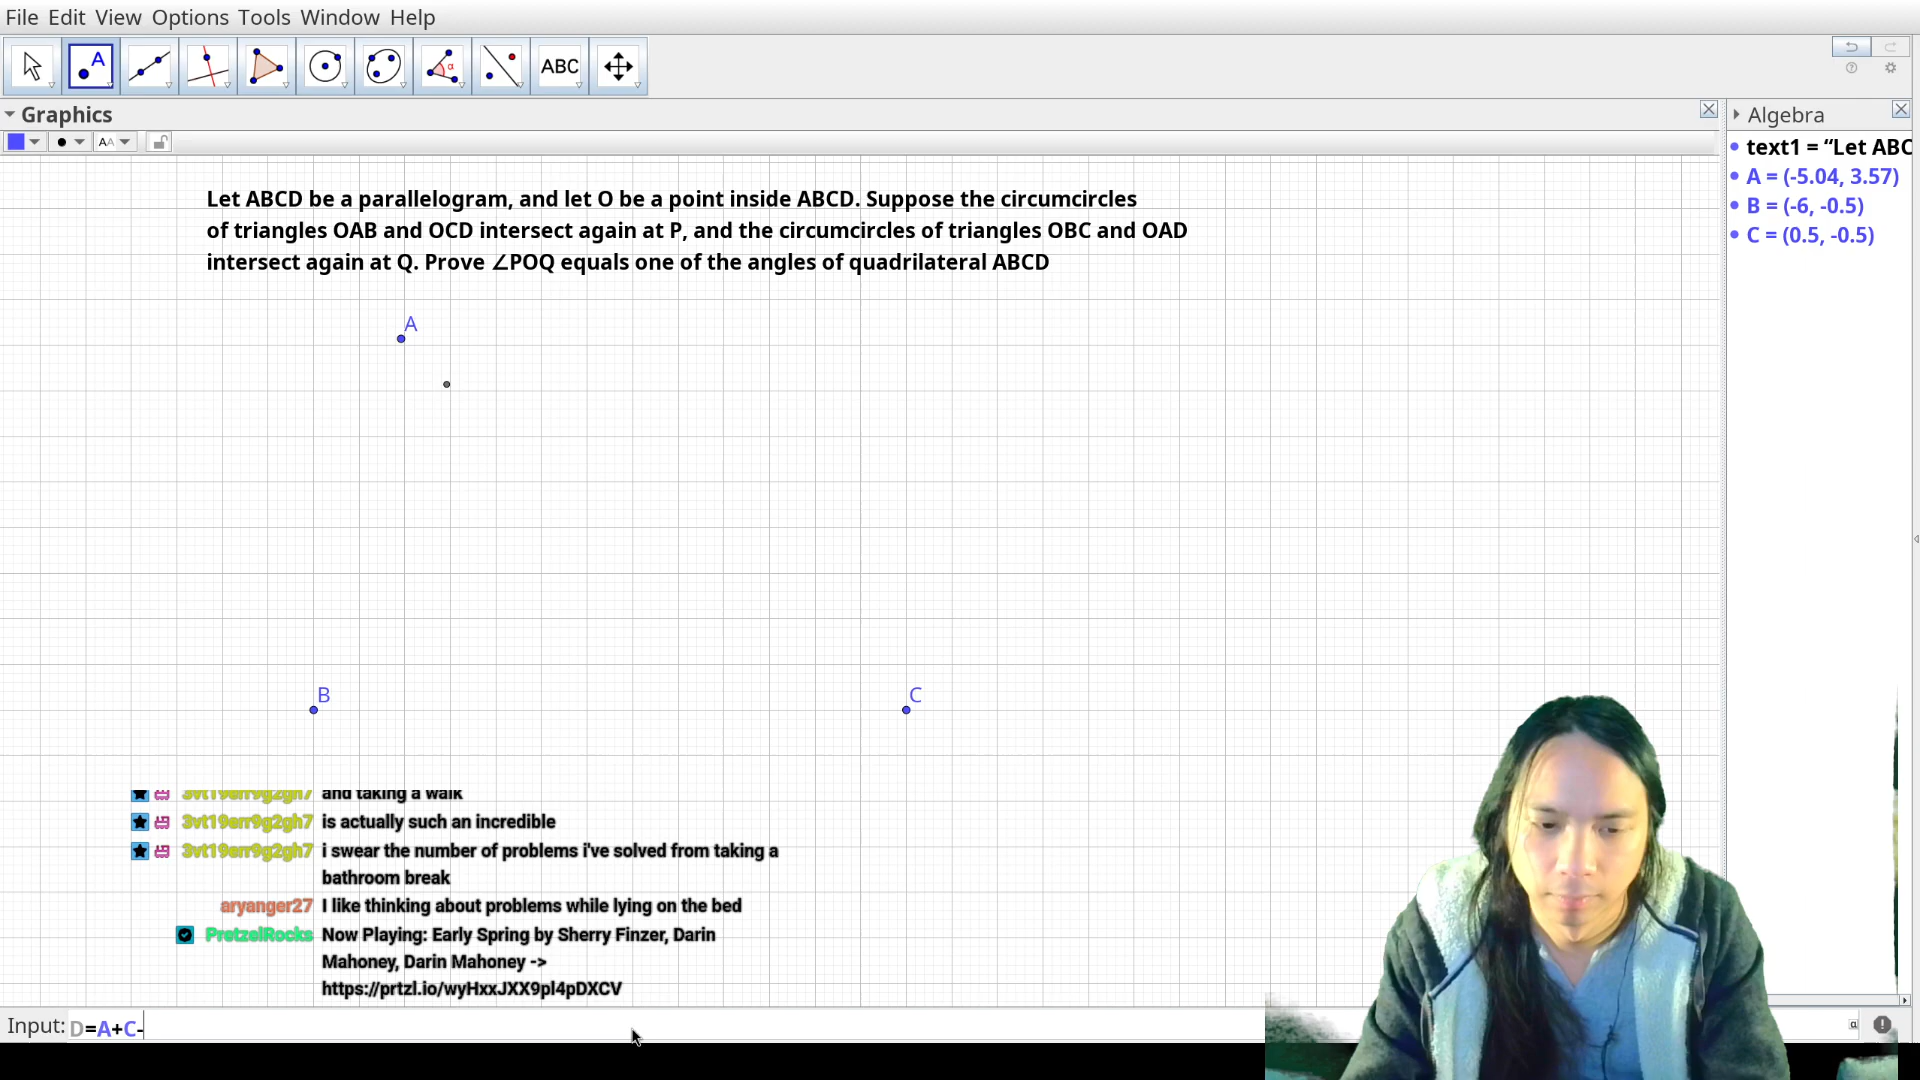 File Edit View Options Tools Window Help
A
α
ABC
Graphics
AA
Algebra
Let ABCD be a parallelogram, and let O be a point inside ABCD. Suppose the circumcircles
of triangles OAB and OCD intersect again at P, and the circumcircles of triangles OBC and OAD
intersect again at Q. Prove ∠POQ equals one of the angles of quadrilateral ABCD
text1 = “Let ABC
A = (-5.04, 3.57)
B = (-6, -0.5)
C = (0.5, -0.5)
A
B
C
3vt19err9g2gh7 and taking a walk
3vt19err9g2gh7 is actually such an incredible
3vt19err9g2gh7 i swear the number of problems i've solved from taking a
bathroom break
aryanger27 I like thinking about problems while lying on the bed
PretzelRocks Now Playing: Early Spring by Sherry Finzer, Darin
Mahoney, Darin Mahoney ->
https://prtzl.io/wyHxxJXX9pl4pDXCV
Input: D=A+C-
α